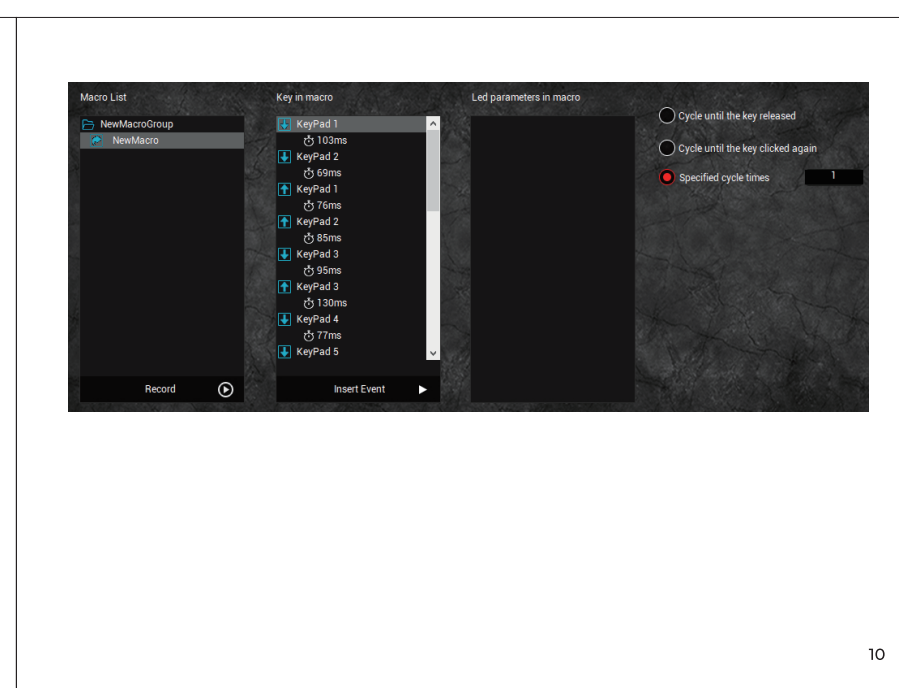 Macro List
NewMacroGroup
NewMacro
Record
Key in macro
KeyPad 1
103ms
KeyPad 2
69ms
KeyPad 1
76ms
KeyPad 2
85ms
KeyPad 3
95ms
KeyPad 3
130ms
KeyPad 4
77ms
KeyPad 5
Insert Event
Led parameters in macro
Cycle until the key released
Cycle until the key clicked again
Specified cycle times 1
10